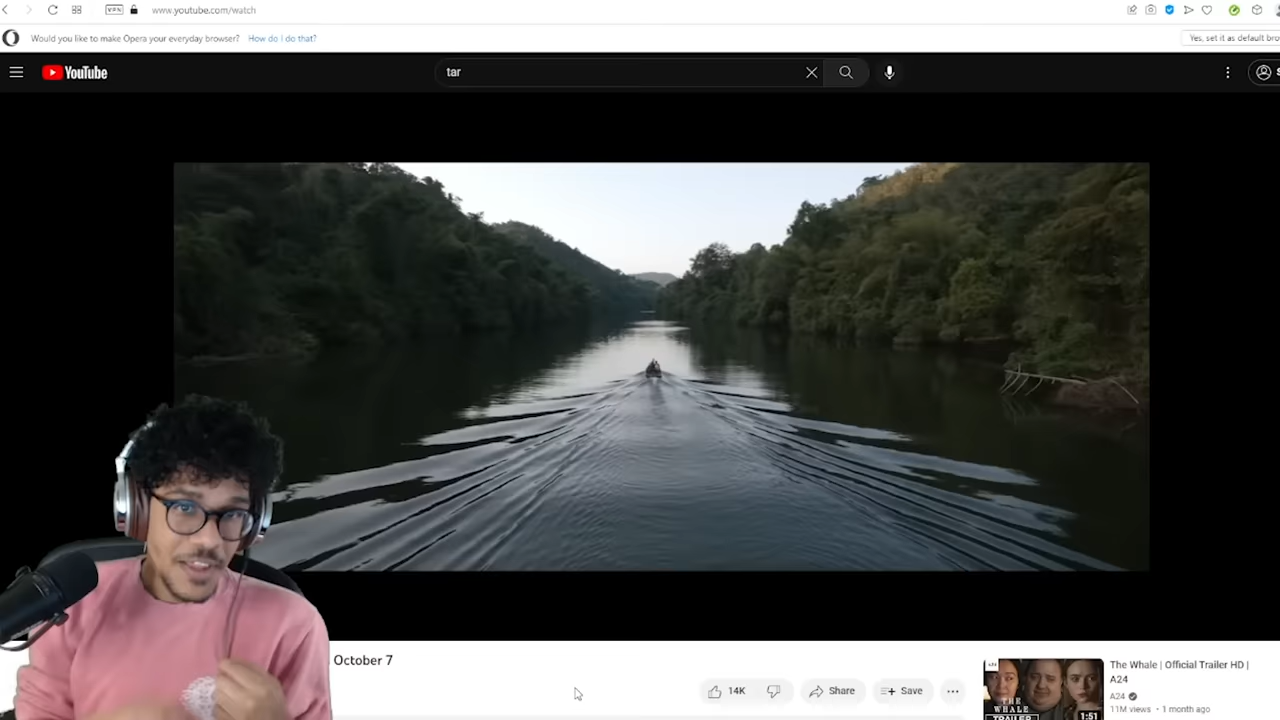 VPN www.youtube.com/watch
Would you like to make Opera your everyday browser? How do I do that? Yes, set it as default bro
YouTube tar S
October 7
14K Share Save
The Whale | Official Trailer HD |
A24
A24
11M views • 1 month ago
THE
WHALE
TRAILER
1:51